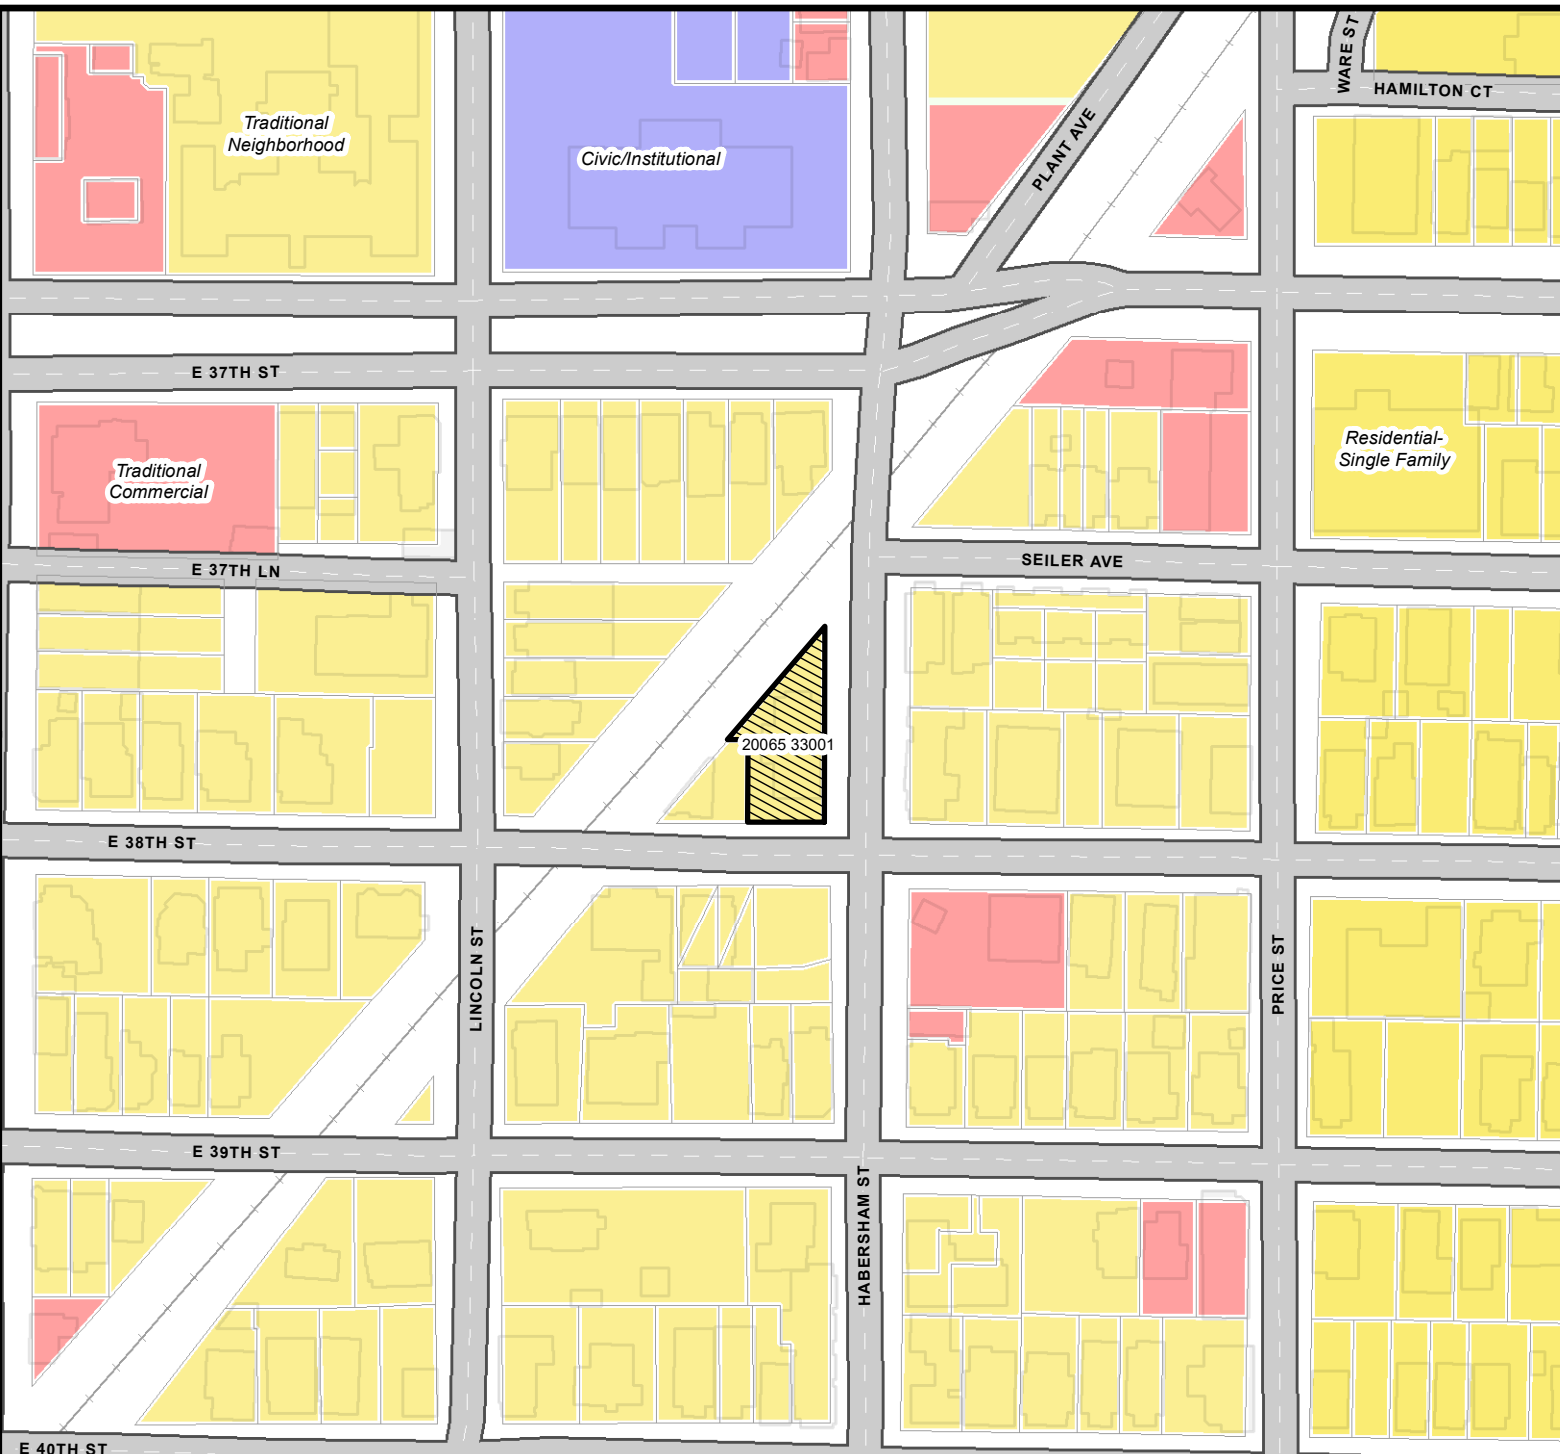 WARE ST
HAMILTON CT
Traditional
Neighborhood
Civic/Institutional
PLANT AVE
E 37TH ST
Traditional
Commercial
Residential-
Single Family
E 37TH LN
SEILER AVE
20065 33001
E 38TH ST
LINCOLN ST
PRICE ST
E 39TH ST
HABERSHAM ST
E 40TH ST